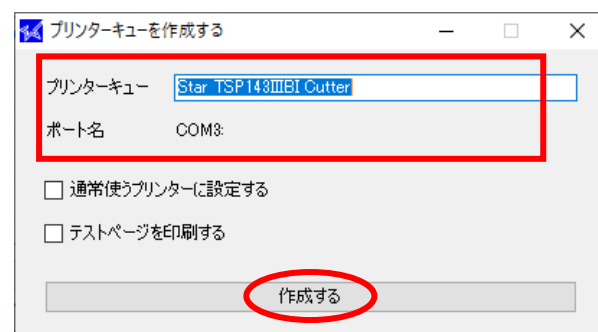 プリンターキューを作成する
プリンターキュー Star TSP143ⅢBI Cutter
ポート名 COM3:
通常使うプリンターに設定する
テストページを印刷する
作成する